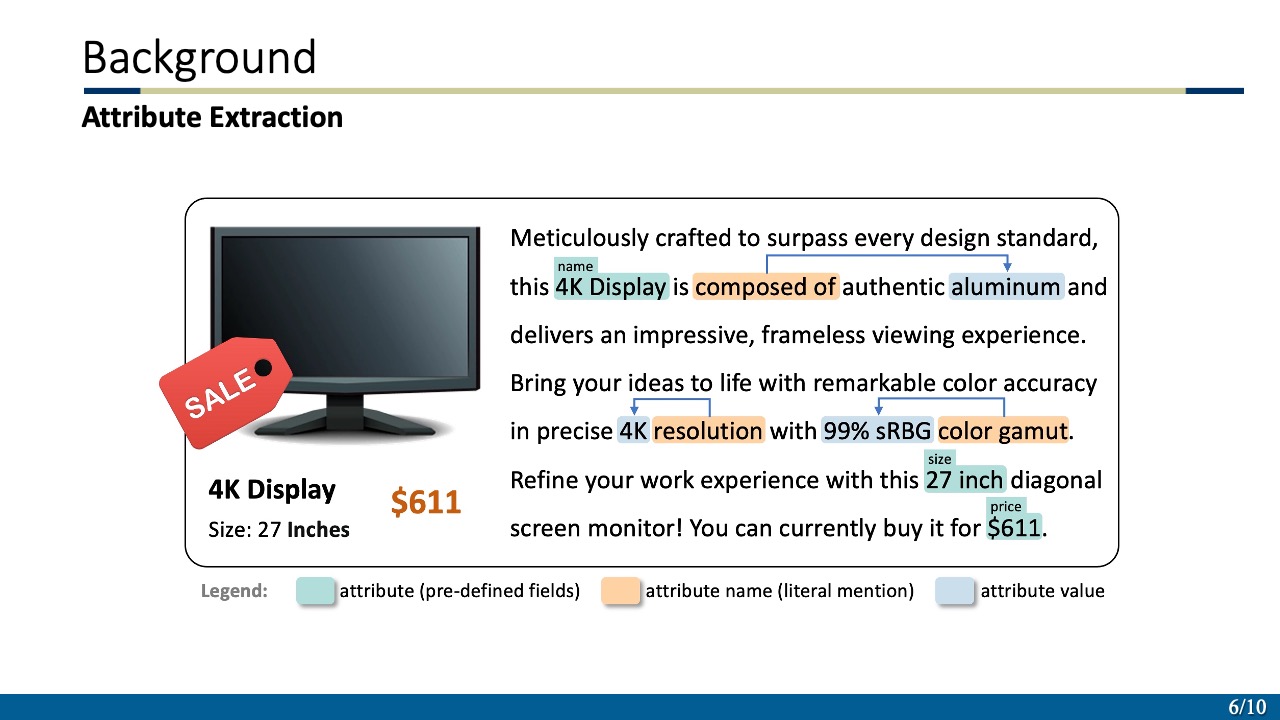 Background
Attribute Extraction
Meticulously crafted to surpass every design standard,
name
this 4K Display is composed of authentic aluminum and
delivers an impressive, frameless viewing experience.
Bring your ideas to life with remarkable color accuracy
in precise 4K resolution with 99% sRBG color gamut.
size
Refine your work experience with this 27 inch diagonal
price
screen monitor! You can currently buy it for $611.
SALE
4K Display
$611
Size: 27 Inches
Legend: attribute (pre-defined fields) attribute name (literal mention) attribute value
6/10